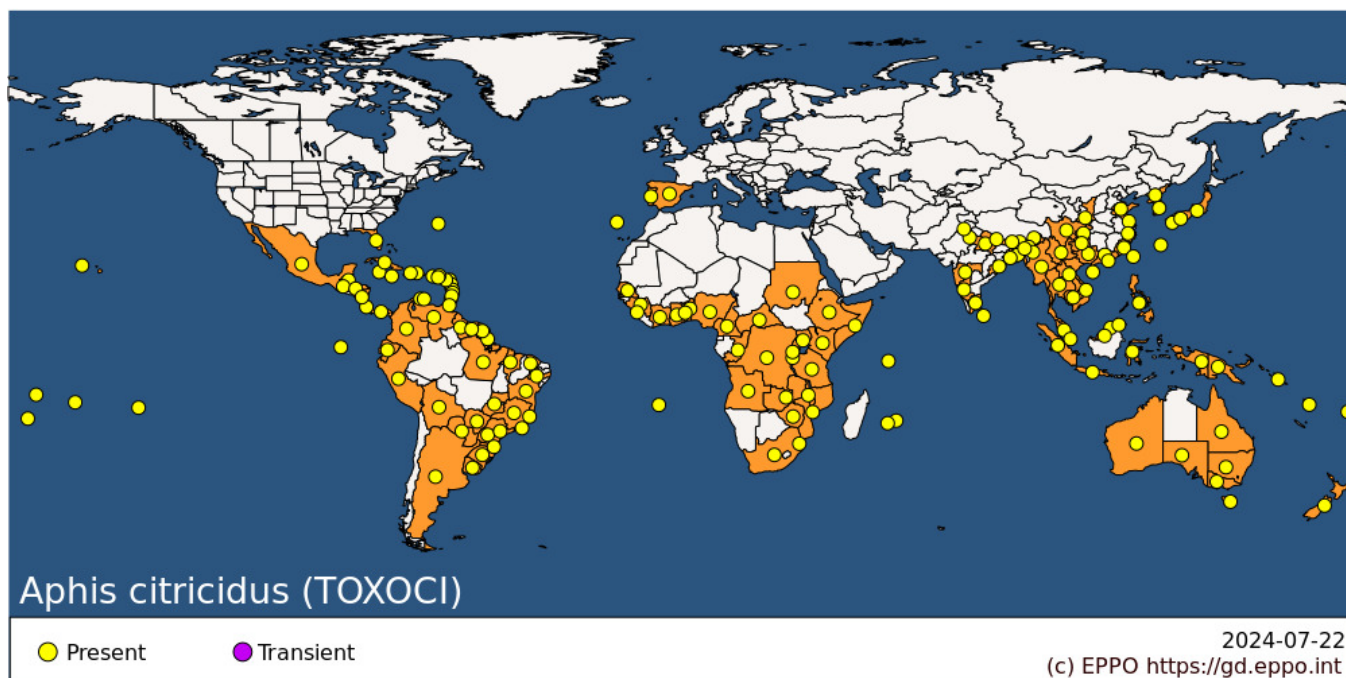 Aphis citricidus (TOXOCI)
Present
Transient
2024-07-22
(c) EPPO https://gd.eppo.int